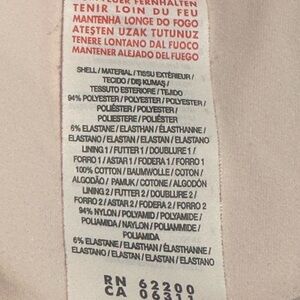 FERNHALTEN
TENIR LOIN DU FEU
MANTENHA LONGE DO FOGO
ATEŞTEN UZAK TUTUNUZ
TENERE LONTANO DAL FUOCO
MANTENER ALEJADO DEL FUEGO
SHELL / MATERIAL / TISSU EXTÉRIEUR /
TECIDO / DIŞ KUMAŞ /
TESSUTO ESTERIORE / TEJIDO
94% POLYESTER / POLYESTER / POLYESTER /
POLIÉSTER / POLYESTER /
POLIESTERE / POLIÉSTER
6% ELASTANE / ELASTHAN / ÉLASTHANNE /
ELASTANO / ELASTAN / ELASTAN / ELASTANO
LINING 1 / FUTTER 1 / DOUBLURE 1 /
FORRO 1 / ASTAR 1 / FODERA 1 / FORRO 1
100% COTTON / BAUMWOLLE / COTON /
ALGODÃO / PAMUK / COTONE / ALGODÓN
LINING 2 / FUTTER 2 / DOUBLURE 2 /
FORRO 2 / ASTAR 2 / FODERA 2 / FORRO 2
94% NYLON / POLYAMID / POLYAMIDE /
POLIAMIDA / NAYLON / POLIAMMIDE /
POLIAMIDA
6% ELASTANE / ELASTHAN / ÉLASTHANNE /
ELASTANO / ELASTAN / ELASTAN / ELASTANO
RN 62200
CA 06311